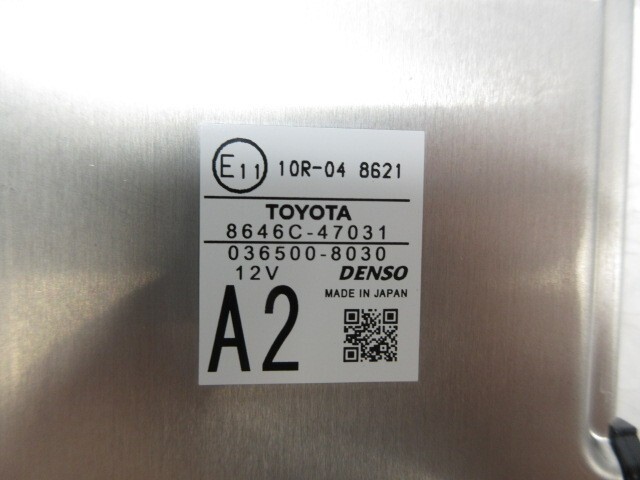 E11 10R-04 8621
TOYOTA
8646C-47031
036500-8030
12V DENSO
MADE IN JAPAN
A2